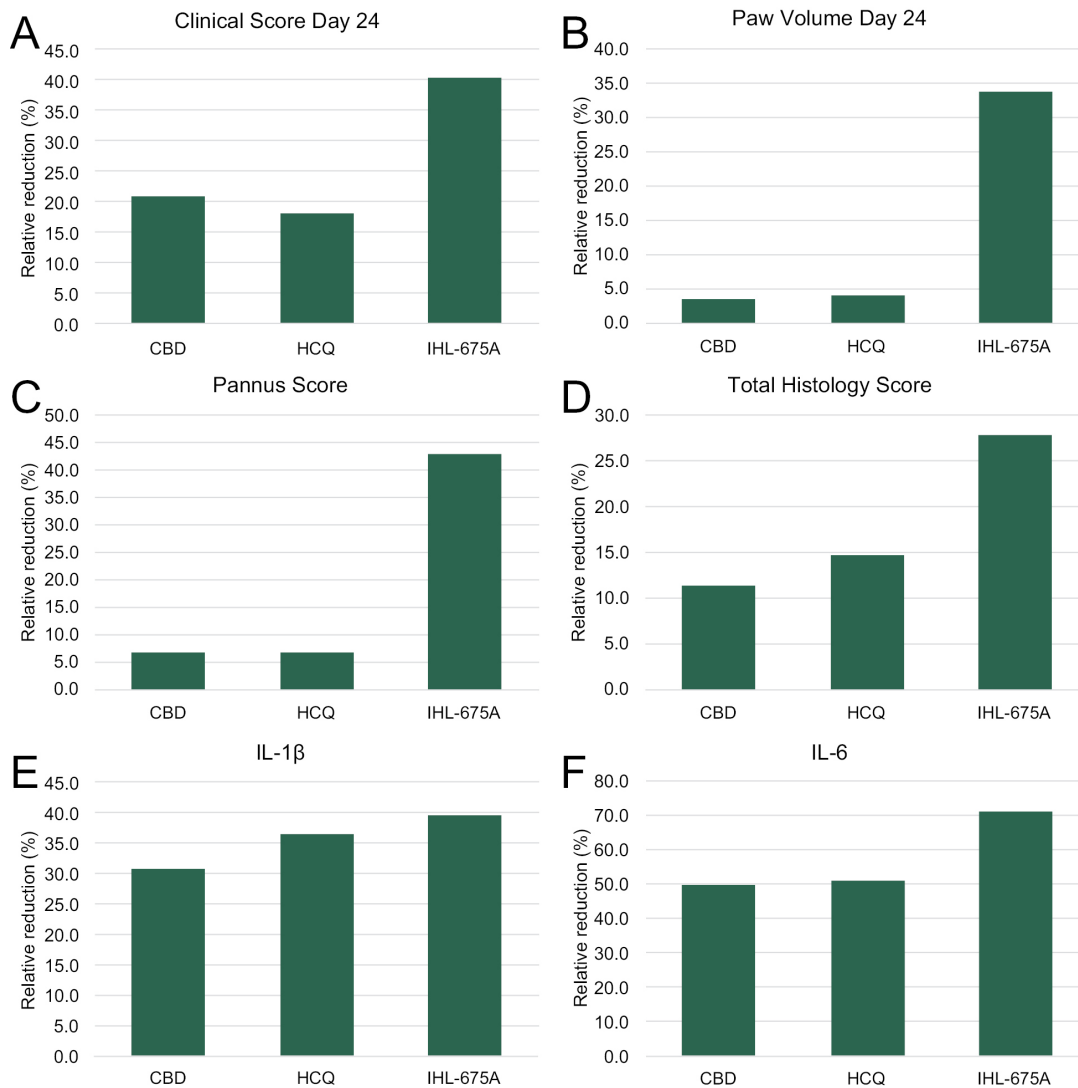 A
Clinical Score Day 24
Relative reduction (%)
45.0
40.0
35.0
30.0
25.0
20.0
15.0
10.0
5.0
0.0
CBD
HCQ
IHL-675A
B
Paw Volume Day 24
Relative reduction (%)
40.0
35.0
30.0
25.0
20.0
15.0
10.0
5.0
0.0
CBD
HCQ
IHL-675A
C
Pannus Score
Relative reduction (%)
50.0
45.0
40.0
35.0
30.0
25.0
20.0
15.0
10.0
5.0
0.0
CBD
HCQ
IHL-675A
D
Total Histology Score
Relative reduction (%)
30.0
25.0
20.0
15.0
10.0
5.0
0.0
CBD
HCQ
IHL-675A
E
IL-1β
Relative reduction (%)
45.0
40.0
35.0
30.0
25.0
20.0
15.0
10.0
5.0
0.0
CBD
HCQ
IHL-675A
F
IL-6
Relative reduction (%)
80.0
70.0
60.0
50.0
40.0
30.0
20.0
10.0
0.0
CBD
HCQ
IHL-675A